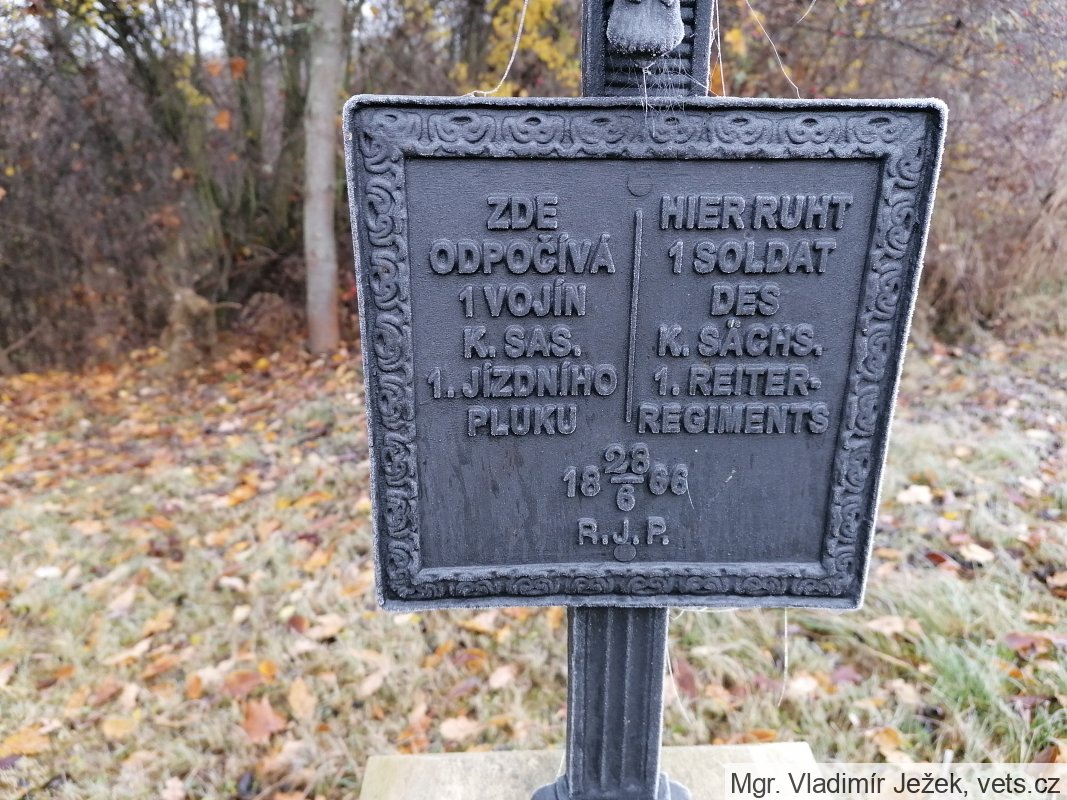 ZDE
ODPOČÍVÁ
1 VOJÍN
K. SAS.
1. JÍZDNÍHO
PLUKU
HIER RUHT
1 SOLDAT
DES
K. SÄCHS.
1. REITER-
REGIMENTS
18 28/6 66
R. J. P.
Mgr. Vladimír Ježek, vets.cz